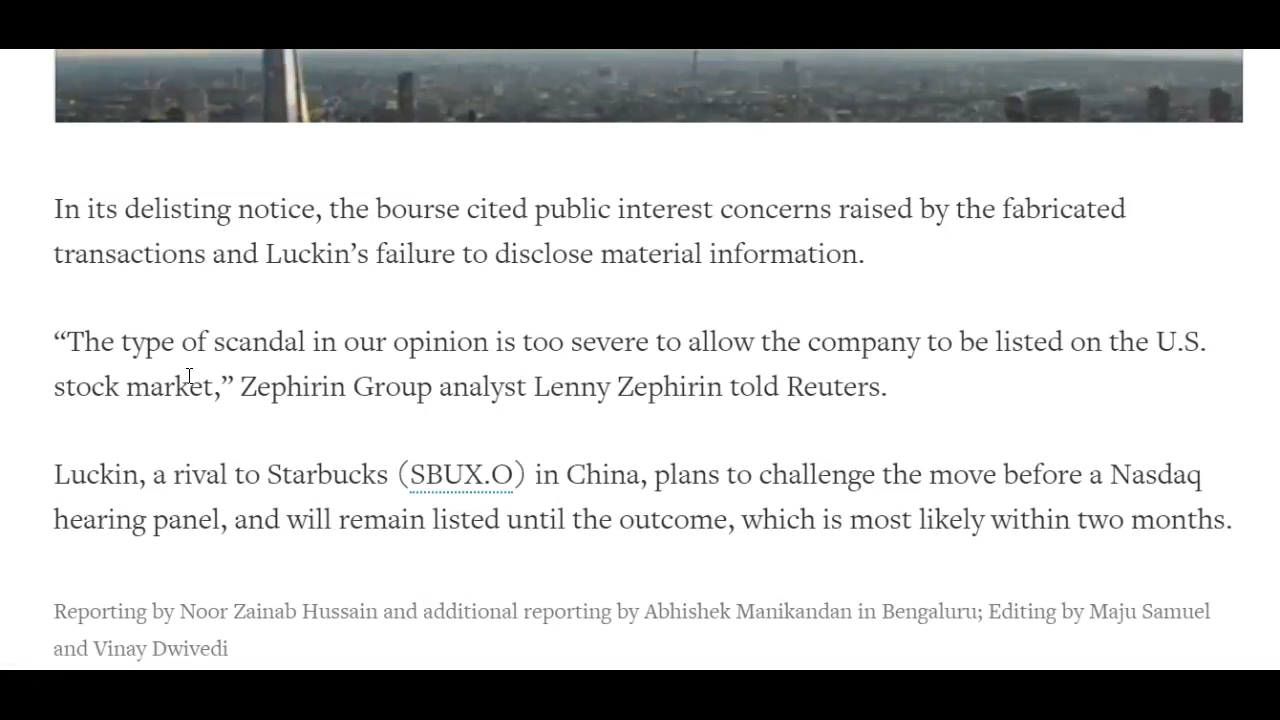 In its delisting notice, the bourse cited public interest concerns raised by the fabricated
transactions and Luckin’s failure to disclose material information.
“The type of scandal in our opinion is too severe to allow the company to be listed on the U.S.
stock market,” Zephirin Group analyst Lenny Zephirin told Reuters.
Luckin, a rival to Starbucks (SBUX.O) in China, plans to challenge the move before a Nasdaq
hearing panel, and will remain listed until the outcome, which is most likely within two months.
Reporting by Noor Zainab Hussain and additional reporting by Abhishek Manikandan in Bengaluru; Editing by Maju Samuel
and Vinay Dwivedi